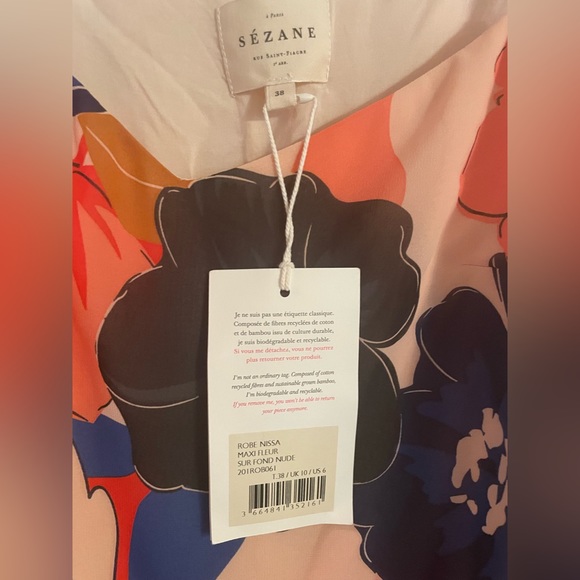 à Paris
SÉZANE
RUE SAINT-FIACRE
1er ARR.
38
Je ne suis pas une étiquette classique.
Composée de fibres recyclées de coton
et de bambou issu de culture durable,
je suis biodégradable et recyclable.
Si vous me détachez, vous ne pourrez
plus retourner votre produit.
I'm not an ordinary tag. Composed of cotton
recycled fibres and sustainable grown bamboo,
I'm biodegradable and recyclable.
If you remove me, you won't be able to return
your piece anymore.
ROBE NISSA
MAXI FLEUR
SUR FOND NUDE
201ROB061
T.38 / UK 10 / US 6
3 664841 352161